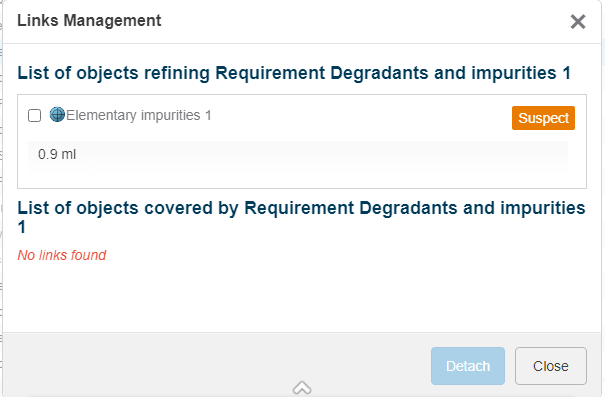 Links Management
List of objects refining Requirement Degradants and impurities 1
Elementary impurities 1
Suspect
0.9 ml
List of objects covered by Requirement Degradants and impurities
1
No links found
Detach
Close